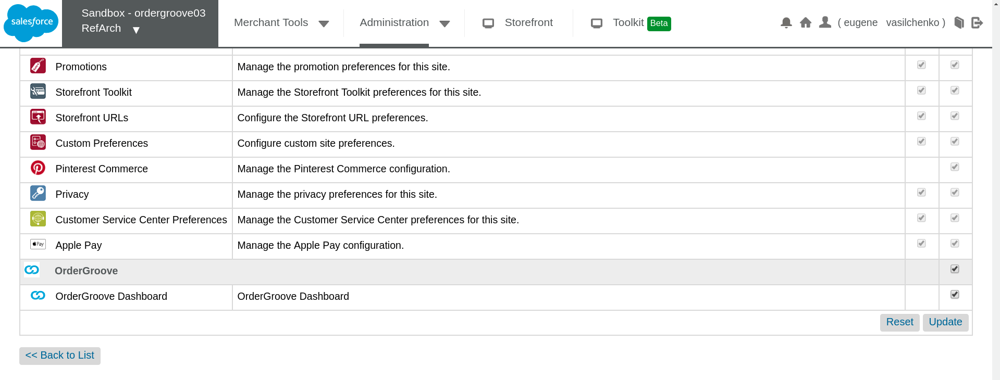 salesforce
Sandbox - ordergroove03
RefArch ▼
Merchant Tools
Administration
Storefront
Toolkit Beta
( eugene vasilchenko )
Promotions Manage the promotion preferences for this site.
Storefront Toolkit Manage the Storefront Toolkit preferences for this site.
Storefront URLs Configure the Storefront URL preferences.
Custom Preferences Configure custom site preferences.
Pinterest Commerce Manage the Pinterest Commerce configuration.
Privacy Manage the privacy preferences for this site.
Customer Service Center Preferences Manage the Customer Service Center preferences for this site.
Pay Apple Pay Manage the Apple Pay configuration.
OrderGroove
OrderGroove Dashboard OrderGroove Dashboard
Reset Update
<< Back to List